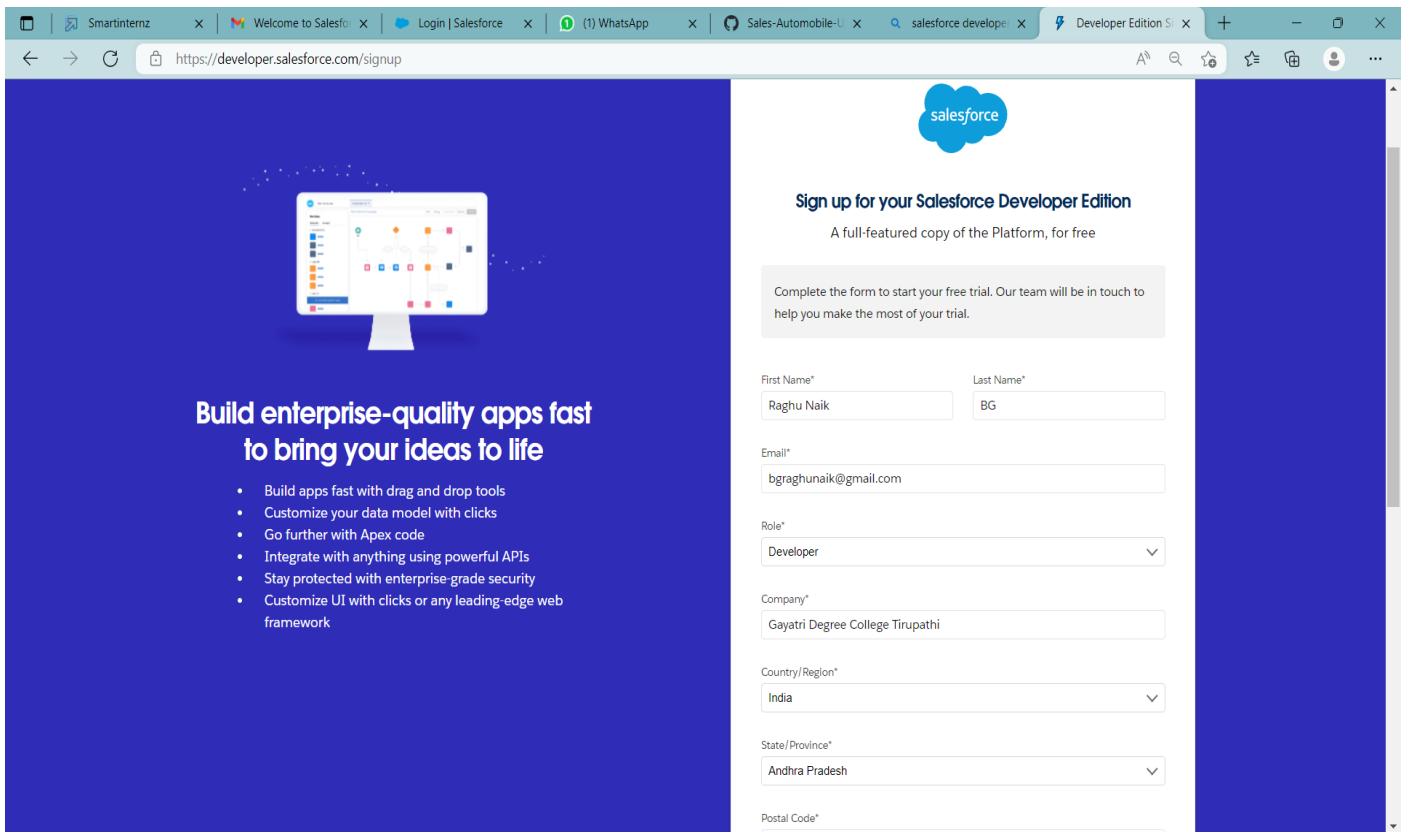 Smartinternz
Welcome to Salesfo
Login | Salesforce
(1) WhatsApp
Sales-Automobile-U
salesforce develope
Developer Edition Si
https://developer.salesforce.com/signup
salesforce
Sign up for your Salesforce Developer Edition
A full-featured copy of the Platform, for free
Complete the form to start your free trial. Our team will be in touch to
help you make the most of your trial.
First Name* Last Name*
Raghu Naik BG
Email*
bgraghunaik@gmail.com
Role*
Developer
Company*
Gayatri Degree College Tirupathi
Country/Region*
India
State/Province*
Andhra Pradesh
Postal Code*
Build enterprise-quality apps fast
to bring your ideas to life
• Build apps fast with drag and drop tools
• Customize your data model with clicks
• Go further with Apex code
• Integrate with anything using powerful APIs
• Stay protected with enterprise-grade security
• Customize UI with clicks or any leading-edge web
framework